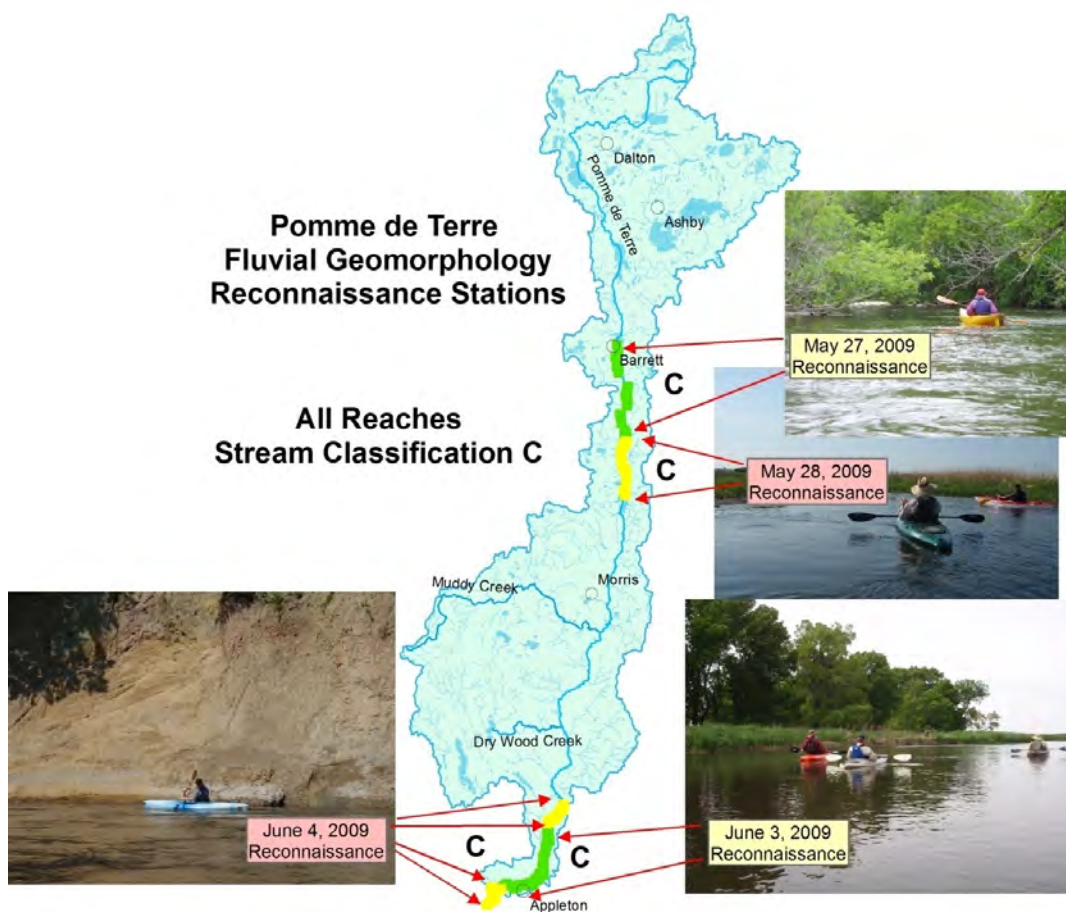 Pomme de Terre
Fluvial Geomorphology
Reconnaissance Stations
All Reaches
Stream Classification C
Dalton
Pomme de Terre
Ashby
Barrett
May 27, 2009
Reconnaissance
C
C
May 28, 2009
Reconnaissance
Muddy Creek
Morris
Dry Wood Creek
June 4, 2009
Reconnaissance
C
C
June 3, 2009
Reconnaissance
Appleton